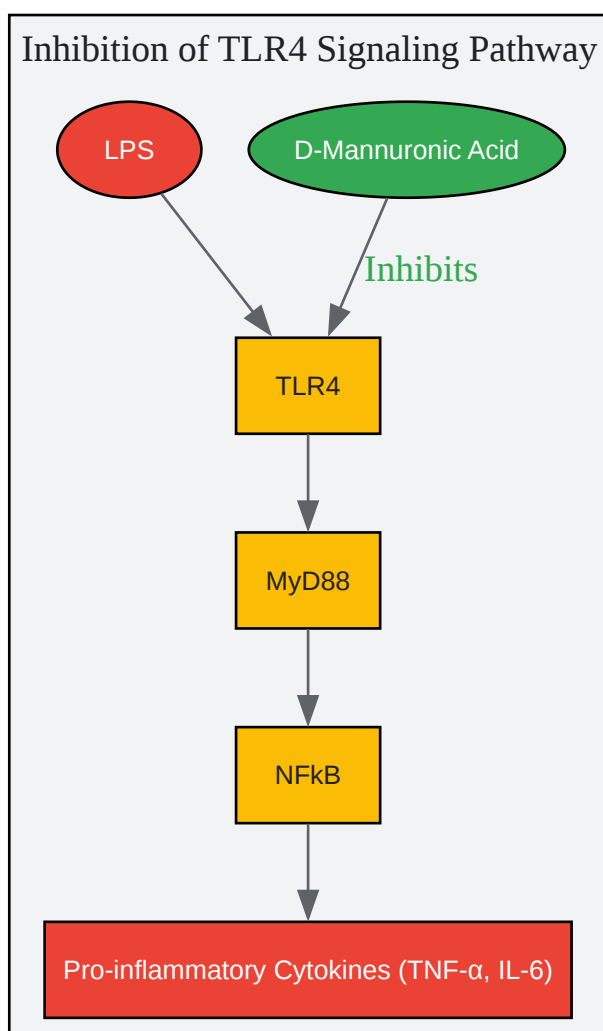 Inhibition of TLR4 Signaling Pathway
LPS
D-Mannuronic Acid
Inhibits
TLR4
MyD88
NFkB
Pro-inflammatory Cytokines (TNF-α, IL-6)